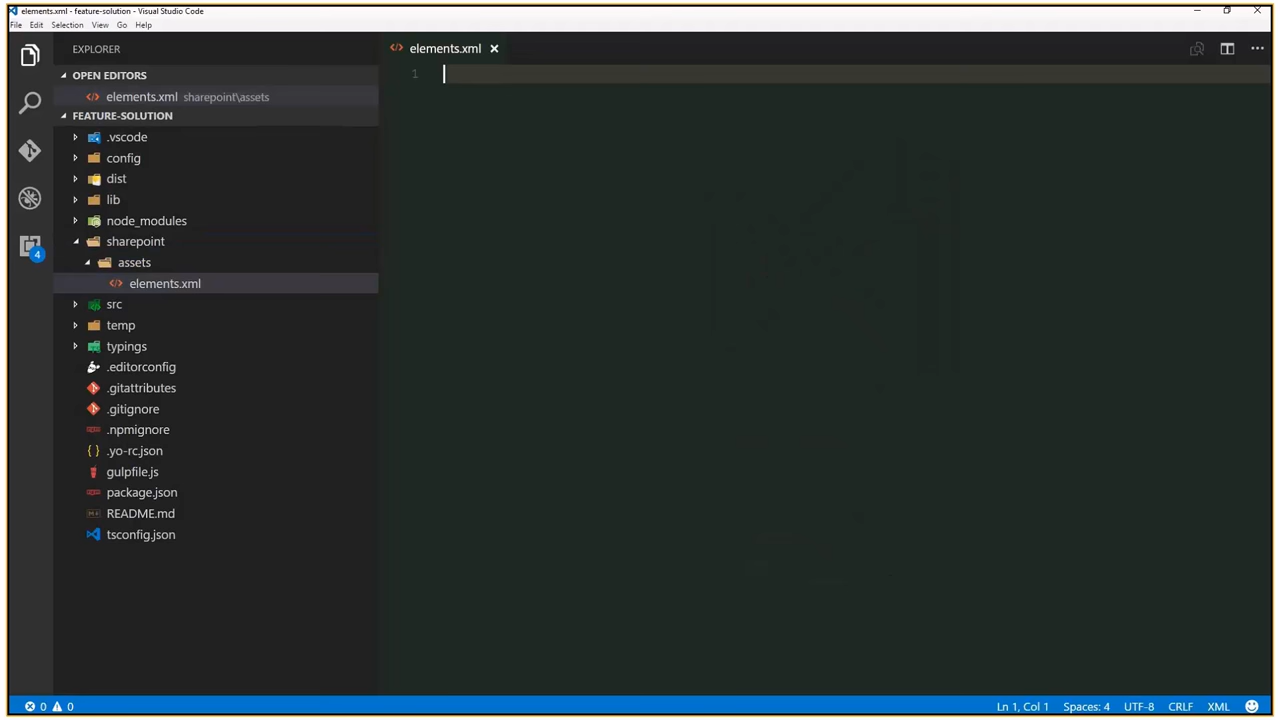 elements.xml - feature-solution - Visual Studio Code
File Edit Selection View Go Help
EXPLORER
elements.xml
OPEN EDITORS
1
elements.xml sharepoint\assets
FEATURE-SOLUTION
.vscode
config
dist
lib
node_modules
sharepoint
4
assets
elements.xml
src
temp
typings
.editorconfig
.gitattributes
.gitignore
.npmignore
.yo-rc.json
gulpfile.js
package.json
README.md
tsconfig.json
0 0 Ln 1, Col 1 Spaces: 4 UTF-8 CRLF XML